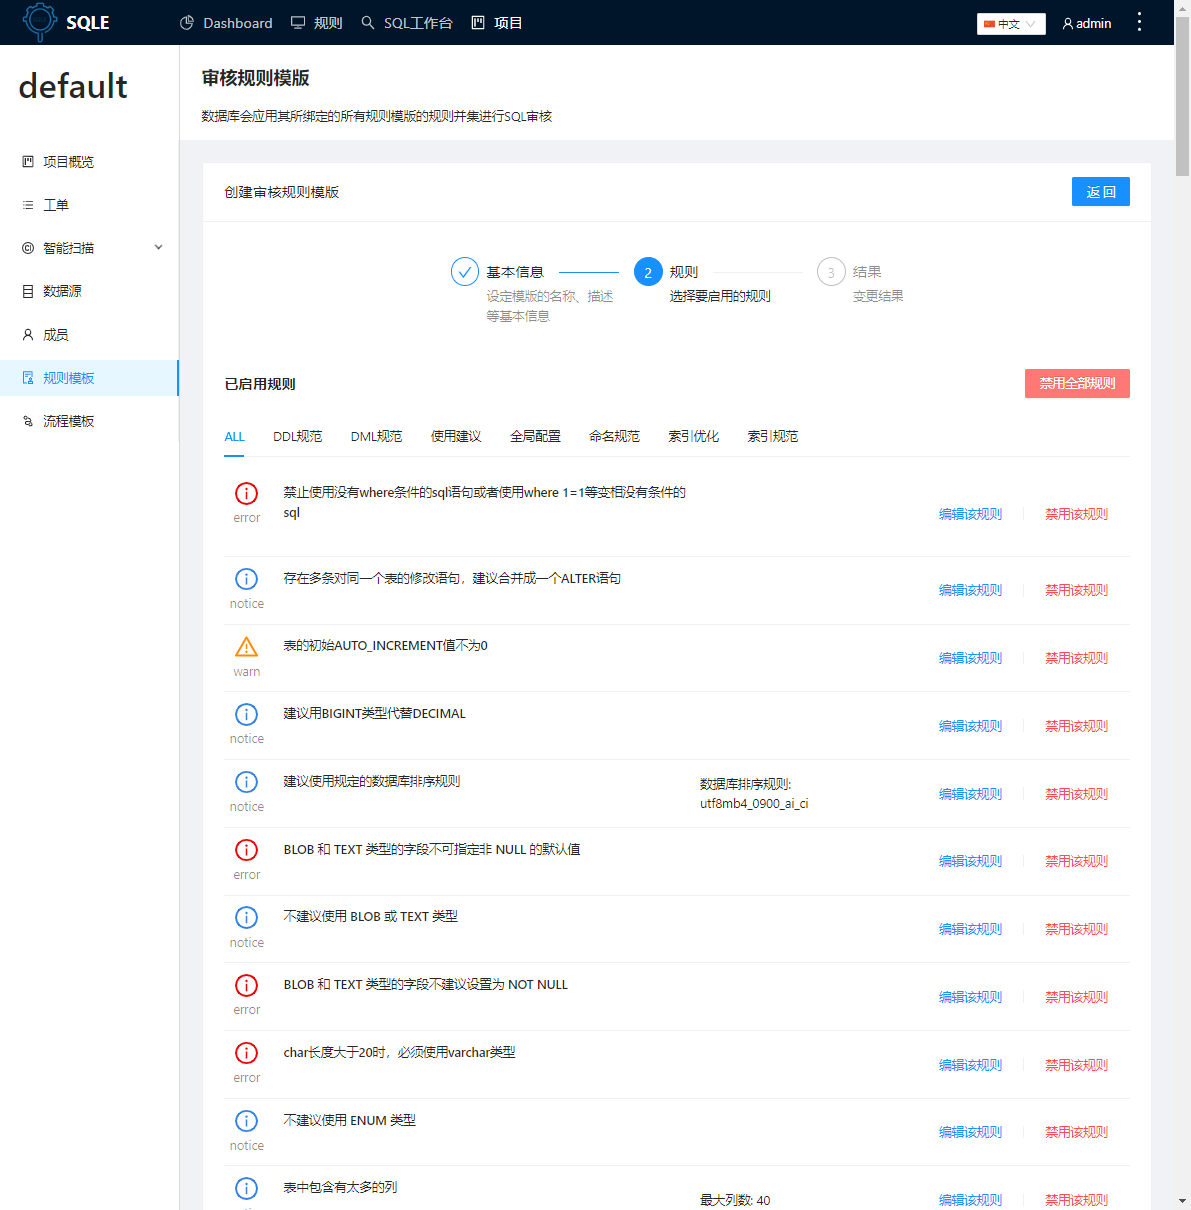 SQLE Dashboard 规则 SQL工作台 项目 中文 admin
default
项目概览
工单
智能扫描
数据源
成员
规则模板
流程模板
审核规则模版
数据库会应用其所绑定的所有规则模版的规则并集进行SQL审核
创建审核规则模版 返 回
基本信息 2 规则 3 结果
设定模版的名称、描述 选择要启用的规则 变更结果
等基本信息
已启用规则 禁用全部规则
ALL DDL规范 DML规范 使用建议 全局配置 命名规范 索引优化 索引规范
禁止使用没有where条件的sql语句或者使用where 1=1等变相没有条件的
sql
error 编辑该规则 禁用该规则
存在多条对同一个表的修改语句，建议合并成一个ALTER语句
notice 编辑该规则 禁用该规则
表的初始AUTO_INCREMENT值不为0
warn 编辑该规则 禁用该规则
建议用BIGINT类型代替DECIMAL
notice 编辑该规则 禁用该规则
建议使用规定的数据库排序规则 数据库排序规则:
notice utf8mb4_0900_ai_ci 编辑该规则 禁用该规则
BLOB 和 TEXT 类型的字段不可指定非 NULL 的默认值
error 编辑该规则 禁用该规则
不建议使用 BLOB 或 TEXT 类型
notice 编辑该规则 禁用该规则
BLOB 和 TEXT 类型的字段不建议设置为 NOT NULL
error 编辑该规则 禁用该规则
char长度大于20时，必须使用varchar类型
error 编辑该规则 禁用该规则
不建议使用 ENUM 类型
notice 编辑该规则 禁用该规则
表中包含有太多的列
最大列数: 40 编辑该规则 禁用该规则